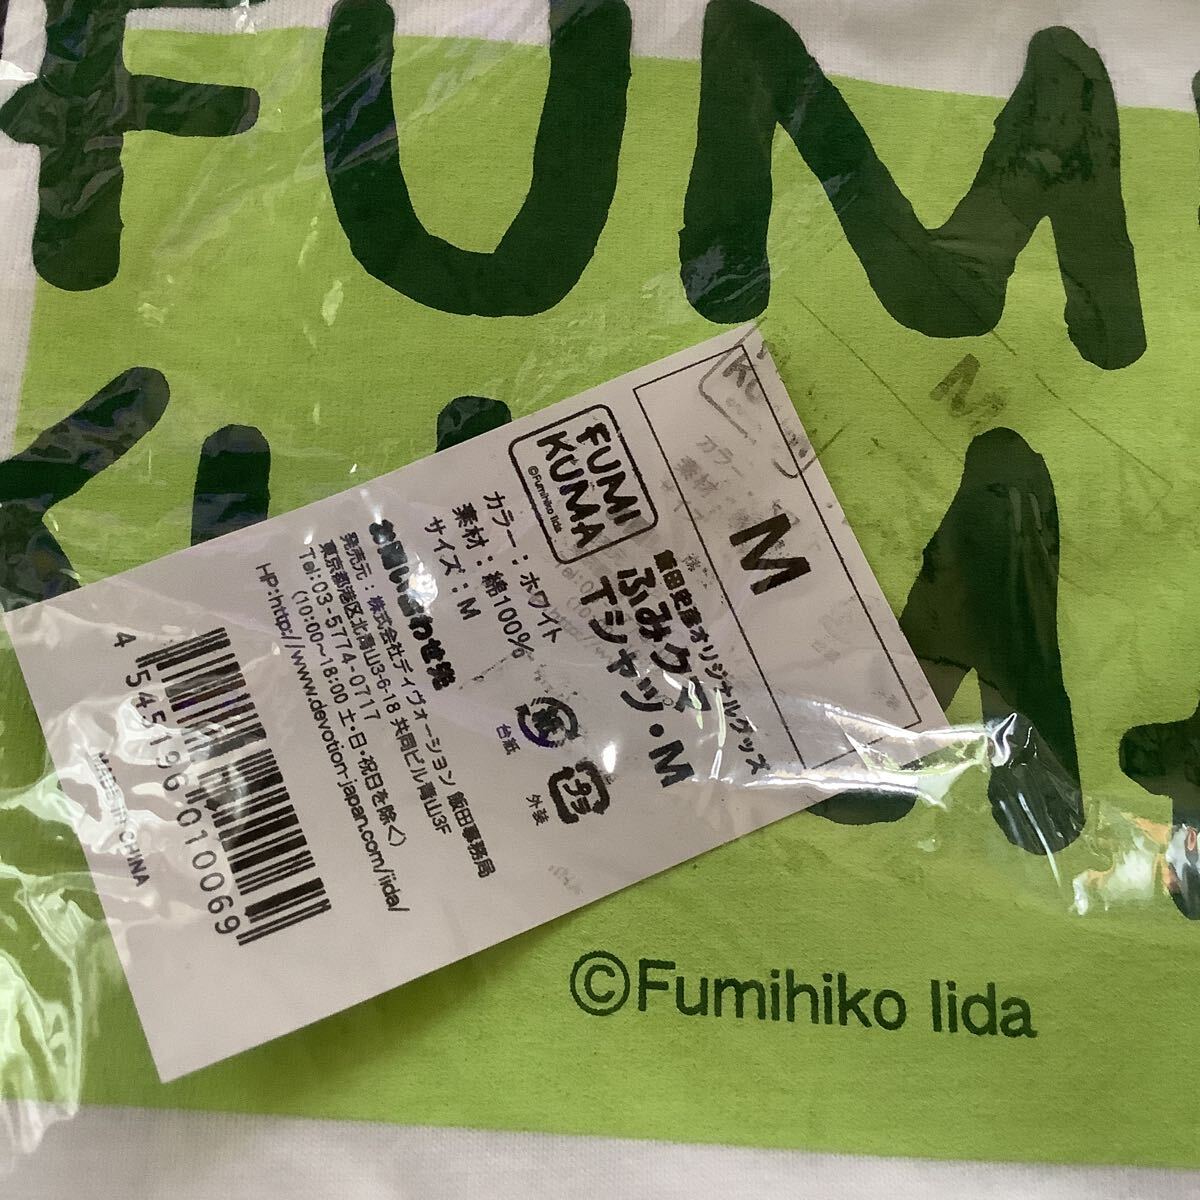 FUMI
KUMA
M
飯田史彦オリジナルグッズ
ふみクマ
Tシャツ・M
FUMI
KUMA
©Fumihiko Iida
カラー：ホワイト
素材：綿100%
サイズ：M
台紙
外袋
お問い合わせ先
発売元：株式会社デイヴォーション 飯田事務局
東京都港区北青山3-6-18 共同ビル青山3F
Tel:03-5774-0717
(10:00~18:00 土・日・祝日を除く)
HP:http://www.devotion-japan.com/iida/
4 545196 010069
MADE IN CHINA
©Fumihiko Iida